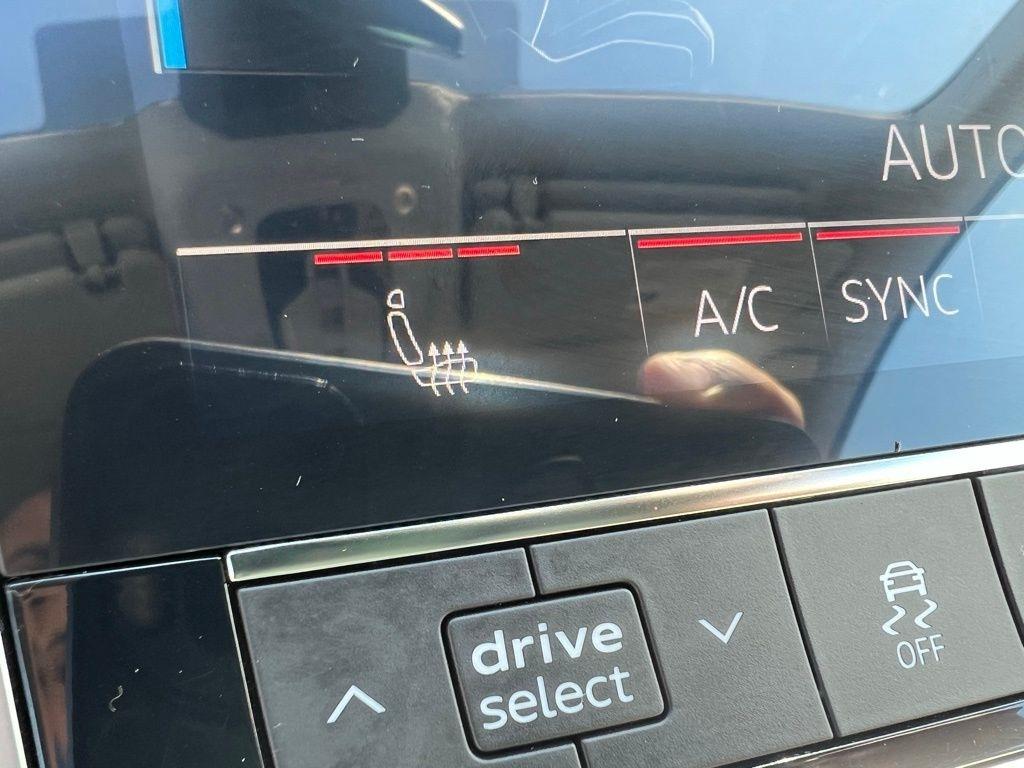 AUTO
A/C
SYNC
drive
select
OFF